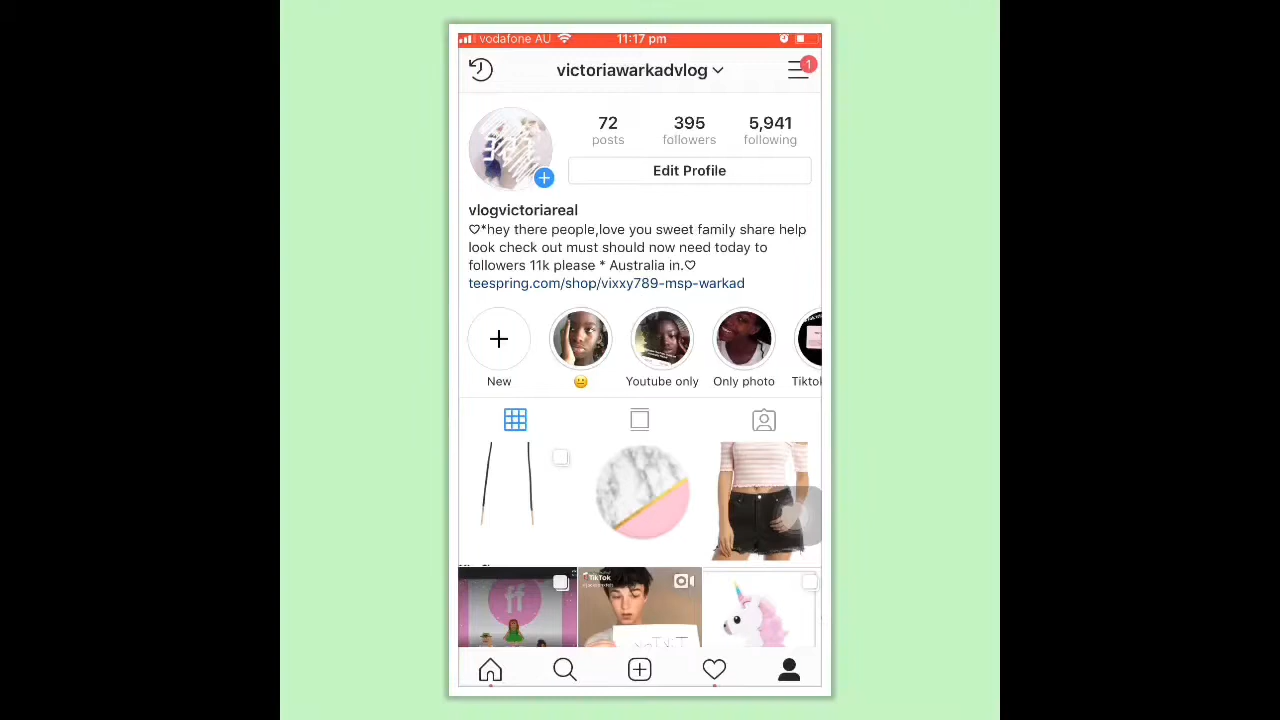 vodafone AU 11:17 pm
victoriawarkadvlog
1
72 395 5,941
posts followers following
Edit Profile
vlogvictoriareal
♡*hey there people,love you sweet family share help
look check out must should now need today to
followers 11k please * Australia in.♡
teespring.com/shop/vixxy789-msp-warkad
New 😐 Youtube only Only photo Tiktok
TikTok